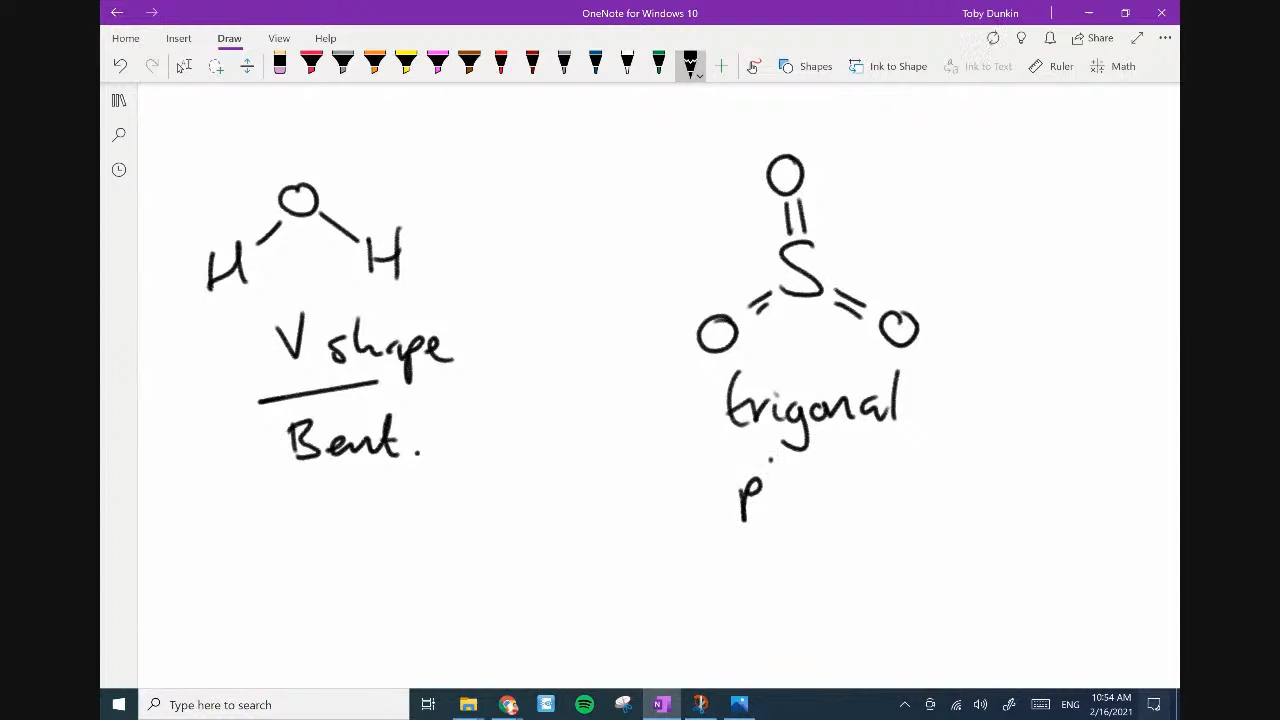 OneNote for Windows 10
Toby Dunkin
Home Insert Draw View Help
Share
Shapes Ink to Shape Ink to Text Ruler Math
O
H H
V shape
Bent.
O
S
O O
trigonal
p
Type here to search
ENG
10:54 AM
2/16/2021